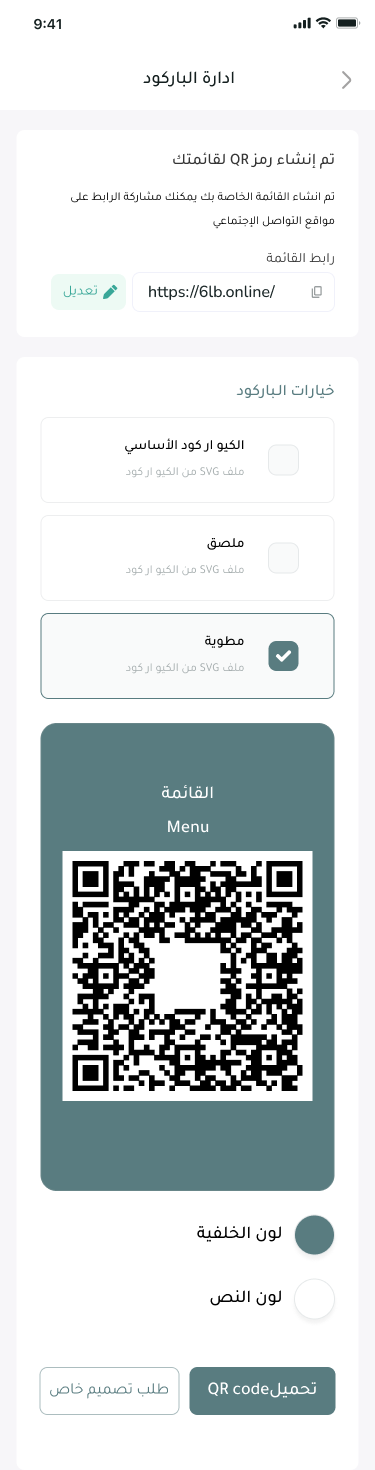 9:41
ادارة الباركود
تم إنشاء رمز QR لقائمتك
تم انشاء القائمة الخاصة بك يمكنك مشاركة الرابط على
مواقع التواصل الإجتماعي
رابط القائمة
https://6lb.online/
تعديل
خيارات الباركود
الكيو ار كود الأساسي
ملف SVG من الكيو ار كود
ملصق
ملف SVG من الكيو ار كود
مطوية
ملف SVG من الكيو ار كود
القائمة
Menu
لون الخلفية
لون النص
تحميلQR code
طلب تصميم خاص